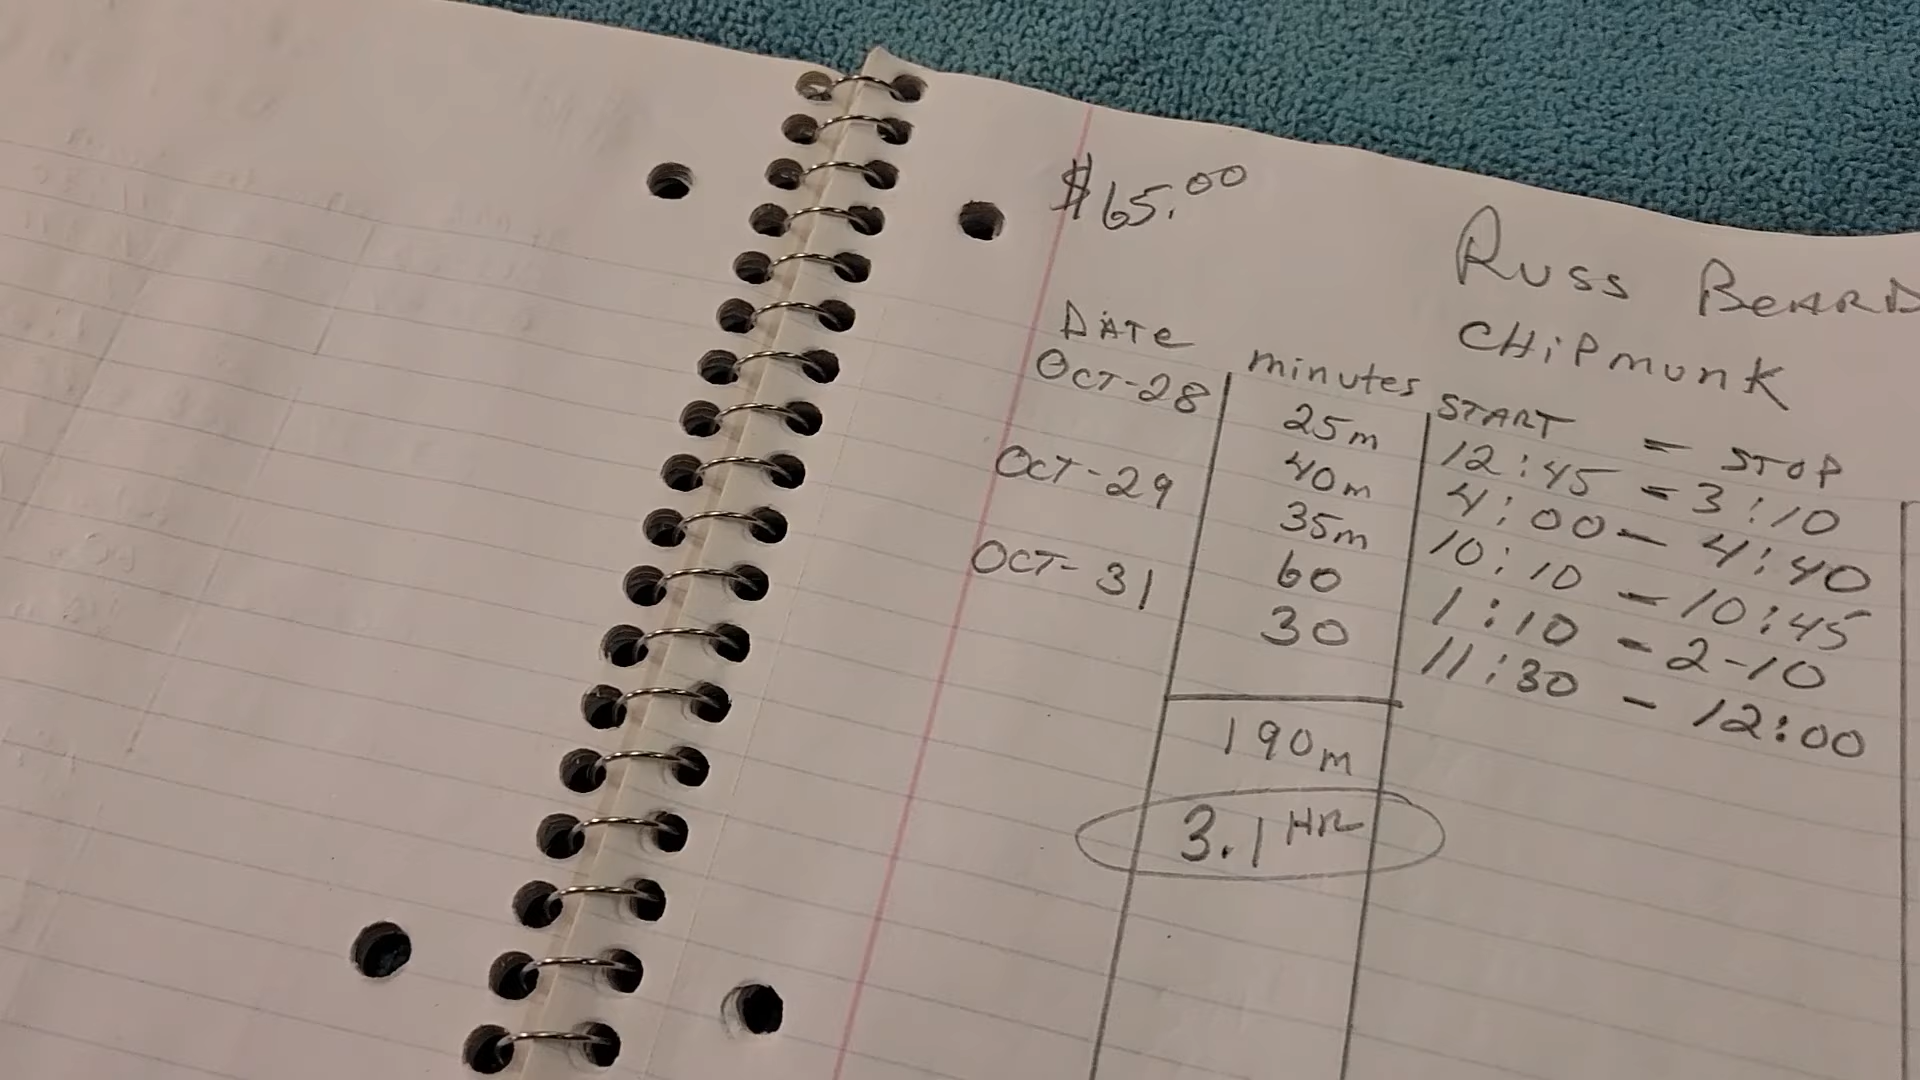 $65.00
Russ BeARD
CHiPmunK
DATe minutes START = STOP
OCT-28 25m 12:45 = 3:10
40m 4:00 - 4:40
OCT-29 35m 10:10 - 10:45
OCT-31 60 1:10 - 2-10
30 11:30 - 12:00
190m
3.1 HR